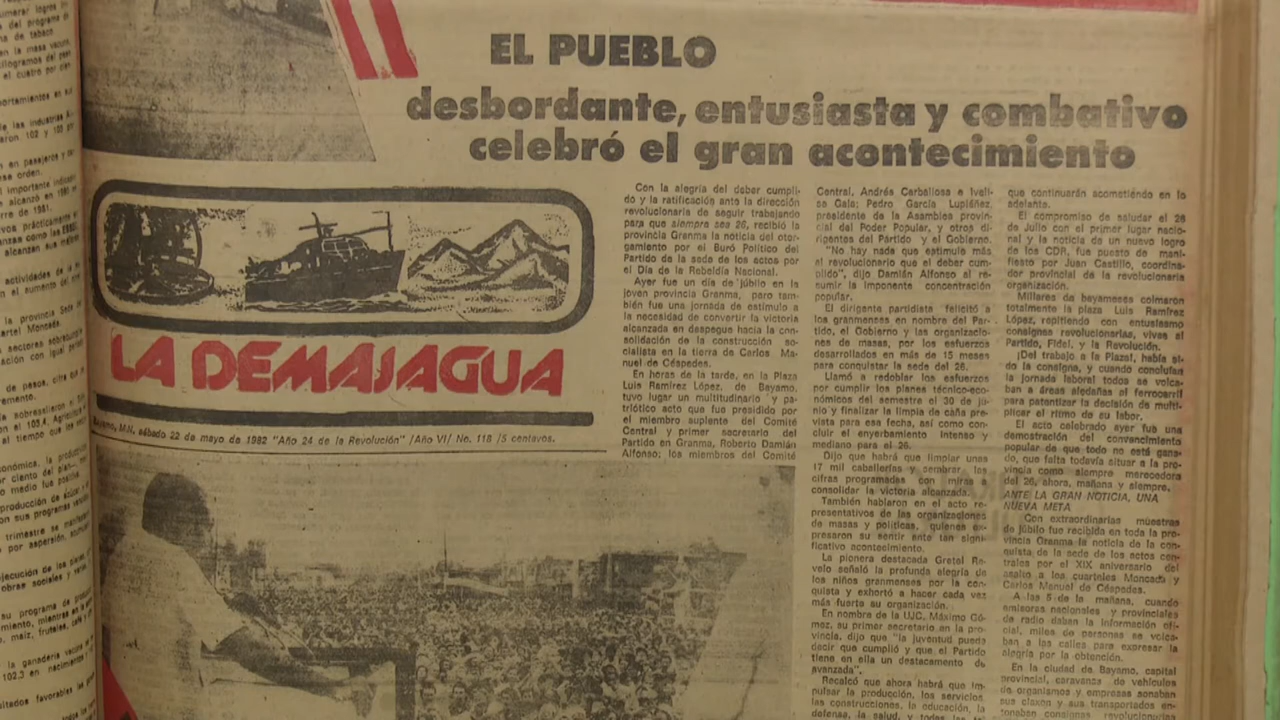 EL PUEBLO
desbordante, entusiasta y combativo
celebró el gran acontecimiento
LA DEMAJAGUA
Bayamo, M.N. sábado 22 de mayo de 1982 "Año 24 de la Revolución" /Año VI/ No. 118 /5 centavos.
Con la alegría del deber cumpli-
do y la ratificación ante la dirección
revolucionaria de seguir trabajando
para que siempre sea 26, recibió la
provincia Granma la noticia del otor-
gamiento por el Buró Político del
Partido de la sede de los actos por
el Día de la Rebeldía Nacional.
Ayer fue un día de júbilo en la
joven provincia Granma, pero tam-
bién fue una jornada de estímulo a
la necesidad de convertir la victoria
alcanzada en despegue hacia la con-
solidación de la construcción so-
cialista en la tierra de Carlos Ma-
nuel de Céspedes.
En horas de la tarde, en la Plaza
Luis Ramírez López, de Bayamo,
tuvo lugar un multitudinario y pa-
triótico acto que fue presidido por
el miembro suplente del Comité
Central y primer secretario del
Partido en Granma, Roberto Damián
Alfonso; los miembros del Comité
Central, Andrés Carballosa e Iveli-
se Gala; Pedro García Lupiáñez,
presidente de la Asamblea provin-
cial del Poder Popular, y otros di-
rigentes del Partido y el Gobierno.
"No hay nada que estimule más
al revolucionario que el deber cum-
plido", dijo Damián Alfonso al re-
sumir la imponente concentración
popular.
El dirigente partidista felicitó a
los granmenses en nombre del Par-
tido, el Gobierno y las organizacio-
nes de masas, por los esfuerzos
desarrollados en más de 15 meses
para conquistar la sede del 26.
Llamó a redoblar los esfuerzos
por cumplir los planes técnico-eco-
nómicos del semestre el 30 de ju-
nio y finalizar la limpia de caña pre-
vista para esa fecha, así como con-
cluir el enyerbamiento intenso y
mediano para el 26.
Dijo que habrá que limpiar unas
17 mil caballerías y sembrar las
cifras programadas con miras a
consolidar la victoria alcanzada.
También hablaron en el acto re-
presentativos de las organizaciones
de masas y políticas, quienes ex-
presaron su sentir ante tan signi-
ficativo acontecimiento.
La pionera destacada Gretel Re-
velo señaló la profunda alegría de
los niños granmenses por la con-
quista y exhortó a hacer cada vez
más fuerte su organización.
En nombre de la UJC, Máximo Gó-
mez, su primer secretario en la pro-
vincia, dijo que "la juventud puede
decir que cumplió y que el Partido
tiene en ella un destacamento de
avanzada".
Recalcó que ahora habrá que im-
pulsar la producción, los servicios,
las construcciones, la educación, la
defensa, la salud, y todas las
que continuarán acometiendo en lo
adelante.
El compromiso de saludar el 26
de Julio con el primer lugar nacio-
nal y la noticia de un nuevo logro
de los CDR, fue puesto de mani-
fiesto por Juan Castillo, coordina-
dor provincial de la revolucionaria
organización.
Millares de bayameses colmaron
totalmente la plaza Luis Ramírez
López, repitiendo con entusiasmo
consignas revolucionarias, vivas al
Partido, Fidel, y la Revolución.
¡Del trabajo a la Plaza!, había si-
do la consigna, y cuando concluían
la jornada laboral todos se volca-
ban a áreas aledañas al ferrocarril
para patentizar la decisión de multi-
plicar el ritmo de su labor.
El acto celebrado ayer fue una
demostración del convencimiento
popular de que todo no está gana-
do, que falta todavía situar a la pro-
vincia como siempre merecedora
del 26, ahora, mañana y siempre.
ANTE LA GRAN NOTICIA, UNA
NUEVA META
Con extraordinarias muestras
de júbilo fue recibida en toda la pro-
vincia Granma la noticia de la con-
quista de la sede de los actos cen-
trales por el XIX aniversario del
asalto a los cuarteles Moncada y
Carlos Manuel de Céspedes.
A las 5 de la mañana, cuando
emisoras nacionales y provinciales
de radio daban la información ofi-
cial, miles de personas se volca-
ban a las calles para expresar la
alegría por la obtención.
En la ciudad de Bayamo, capital
provincial, caravanas de vehículos
de organismos y empresas sonaban
sus claxon y sus transportados en-
tonaban consignas revolucionarias